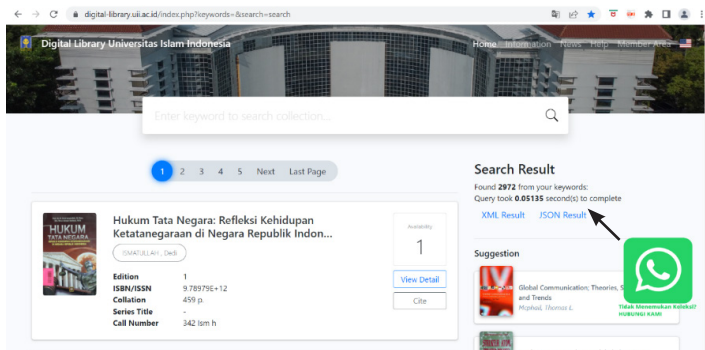 digital-library.uii.ac.id/index.php?keywords=&search=search
Digital Library Universitas Islam Indonesia
Home Information News Help Member Area
Enter keyword to search collection...
1 2 3 4 5 Next Last Page
Search Result
Found 2972 from your keywords:
Query took 0.05135 second(s) to complete
XML Result JSON Result
HUKUM
TATA NEGARA
Hukum Tata Negara: Refleksi Kehidupan
Ketatanegaraan di Negara Republik Indon...
ISMATULLAH , Dedi
Edition 1
ISBN/ISSN 9.78979E+12
Collation 459 p.
Series Title -
Call Number 342 Ism h
Availability
1
View Detail
Cite
Suggestion
Global Communication; Theories, S
and Trends
Mcphail, Thomas L.
Tidak Menemukan Koleksi?
HUBUNGI KAMI